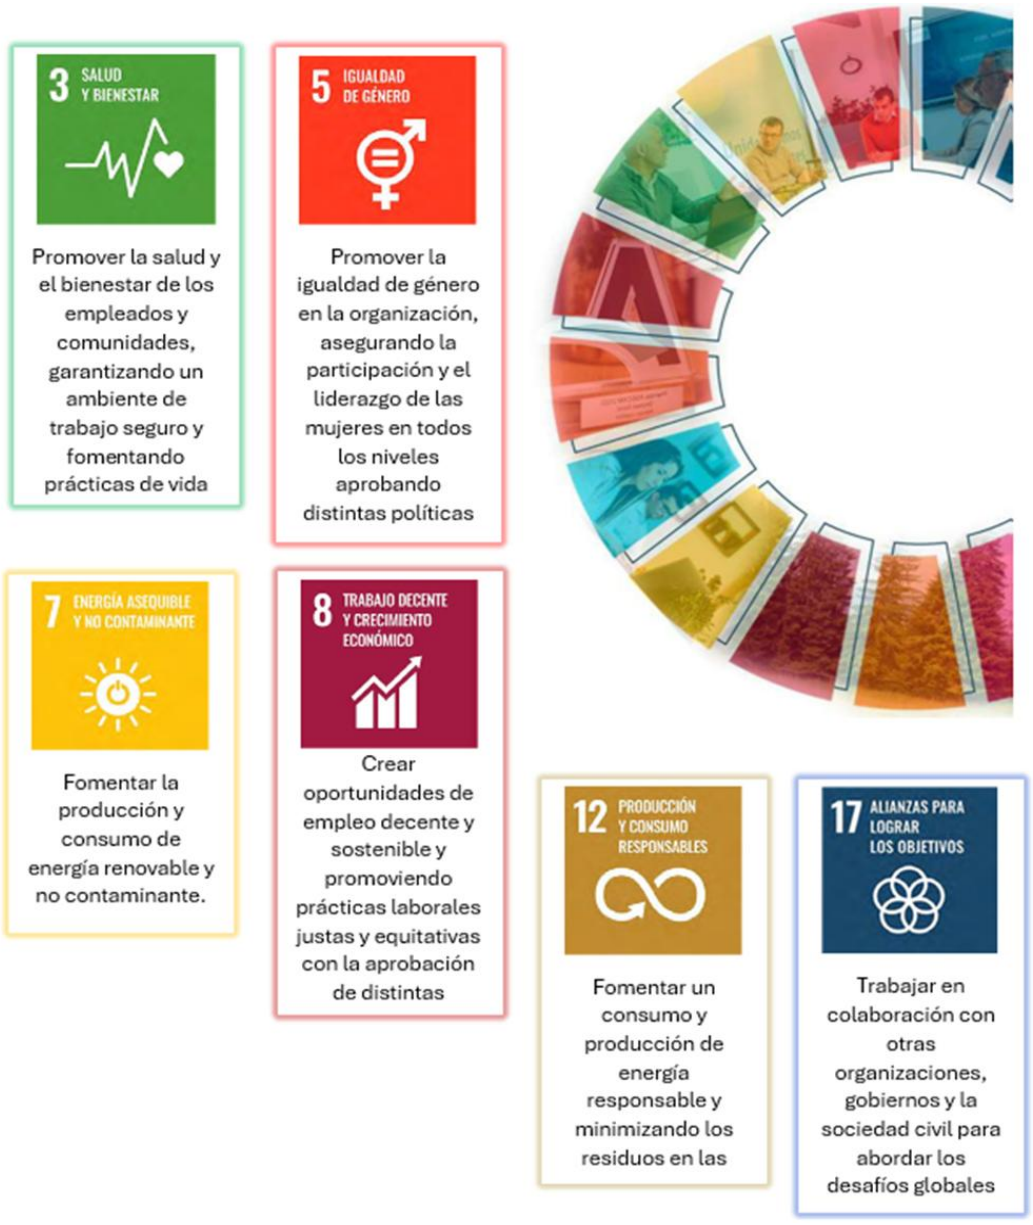 3 SALUD
Y BIENESTAR
Promover la salud y
el bienestar de los
empleados y
comunidades,
garantizando un
ambiente de
trabajo seguro y
fomentando
prácticas de vida
5 IGUALDAD
DE GÉNERO
Promover la
igualdad de género
en la organización,
asegurando la
participación y el
liderazgo de las
mujeres en todos
los niveles
aprobando
distintas políticas
7 ENERGÍA ASEQUIBLE
Y NO CONTAMINANTE
Fomentar la
producción y
consumo de
energía renovable y
no contaminante.
8 TRABAJO DECENTE
Y CRECIMIENTO
ECONÓMICO
Crear
oportunidades de
empleo decente y
sostenible y
promoviendo
prácticas laborales
justas y equitativas
con la aprobación
de distintas
12 PRODUCCIÓN
Y CONSUMO
RESPONSABLES
Fomentar un
consumo y
producción de
energía
responsable y
minimizando los
residuos en las
17 ALIANZAS PARA
LOGRAR
LOS OBJETIVOS
Trabajar en
colaboración con
otras
organizaciones,
gobiernos y la
sociedad civil para
abordar los
desafíos globales